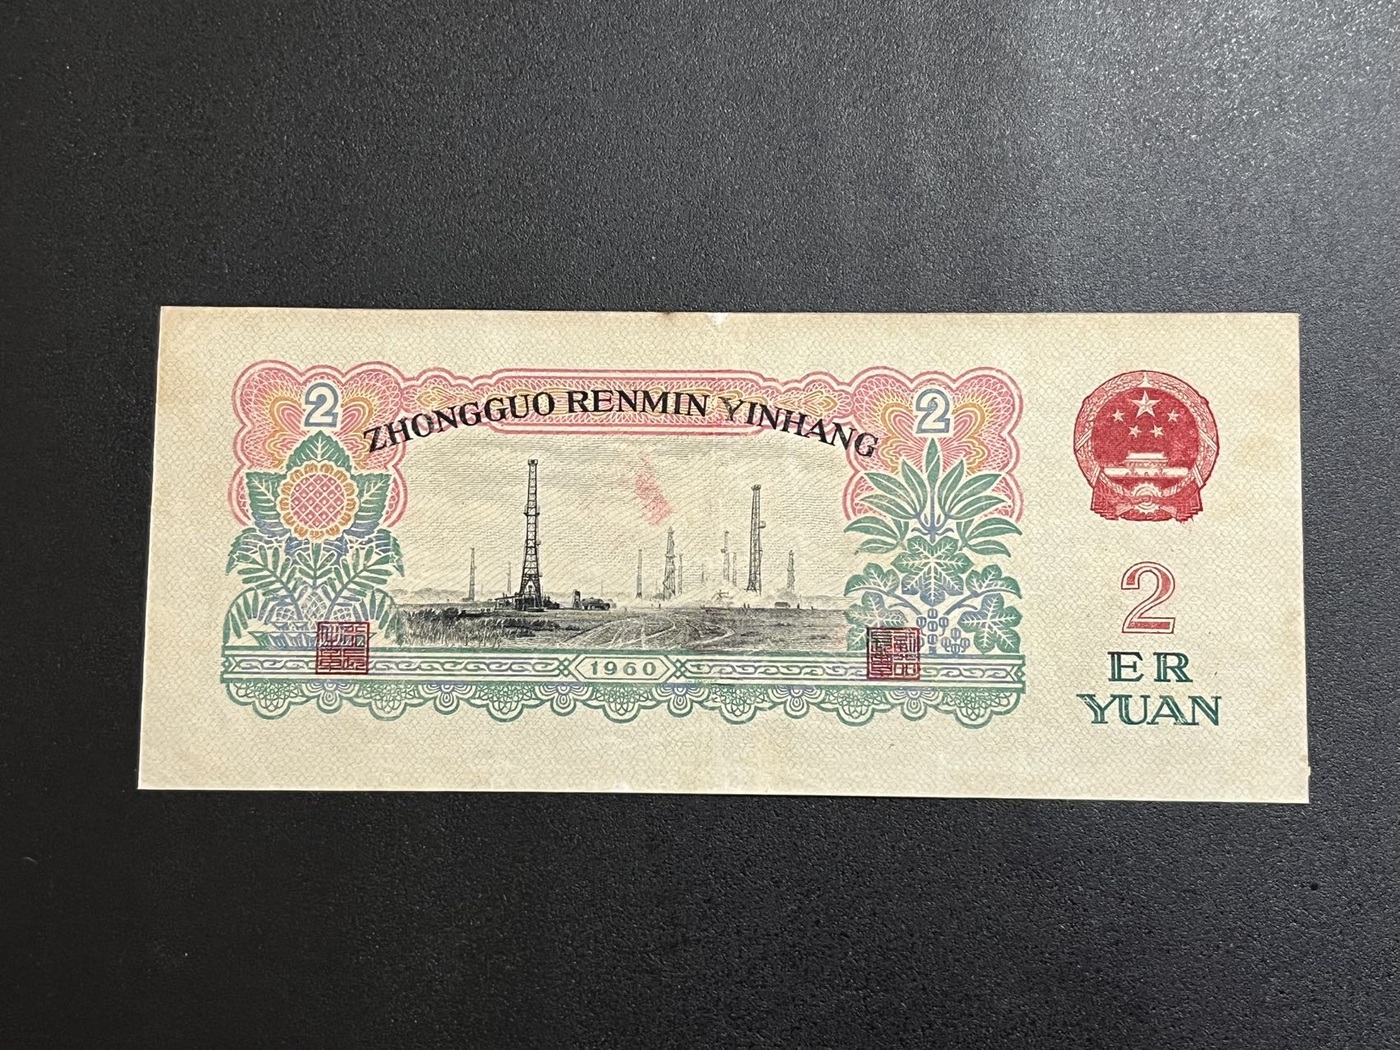 2
2
ZHONGGUO RENMIN YINHANG
2
ER
YUAN
1960